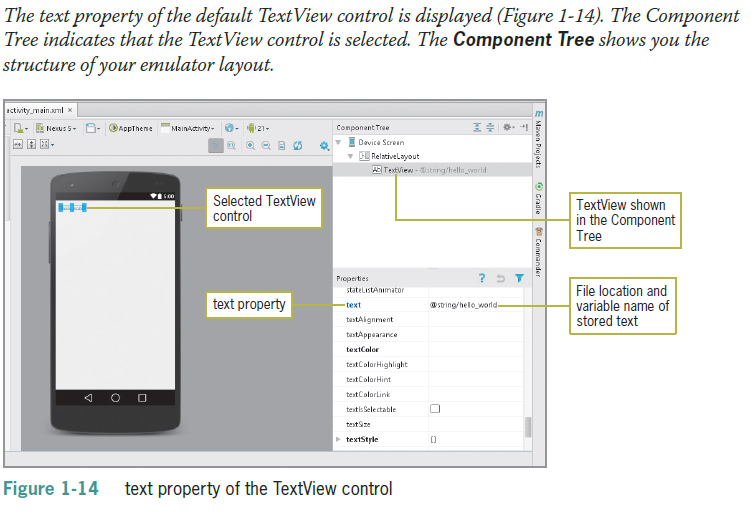 The text property of the default TextView control is displayed (Figure 1-14). The Component
Tree indicates that the TextView control is selected. The Component Tree shows you the
structure of your emulator layout.
activity_main.xml ×
Nexus 5 AppTheme MainActivity 21
Component Tree
Device Screen
RelativeLayout
TextView - @string/hello_world
Maven Projects
Gradle
Commander
5:00
Selected TextView
control
TextView shown
in the Component
Tree
Properties
stateListAnimator
text property
text @string/hello_world
File location and
variable name of
stored text
textAlignment
textAppearance
textColor
textColorHighlight
textColorHint
textColorLink
textIsSelectable
textSize
textStyle []
Figure 1-14 text property of the TextView control